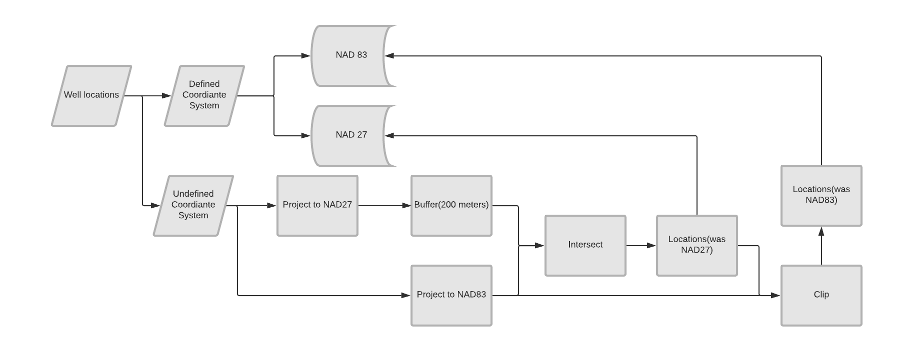 NAD 83
Well locations
Defined
Coordiante
System
NAD 27
Undefined
Coordiante
System
Project to NAD27
Buffer(200 meters)
Intersect
Locations(was
NAD27)
Locations(was
NAD83)
Project to NAD83
Clip